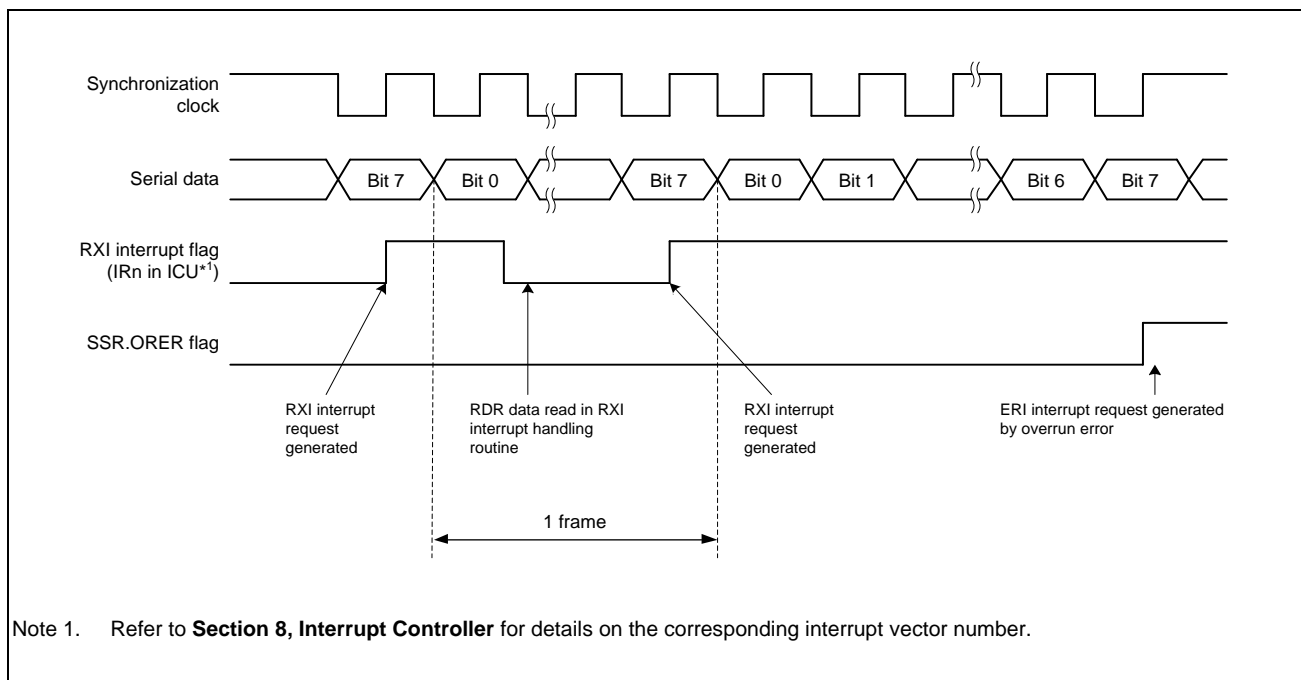 Synchronization
clock
Serial data
Bit 7
Bit 0
Bit 7
Bit 0
Bit 1
Bit 6
Bit 7
RXI interrupt flag
(IRn in ICU*1)
SSR.ORER flag
RXI interrupt
request
generated
RDR data read in RXI
interrupt handling
routine
RXI interrupt
request
generated
ERI interrupt request generated
by overrun error
1 frame
Note 1. Refer to Section 8, Interrupt Controller for details on the corresponding interrupt vector number.